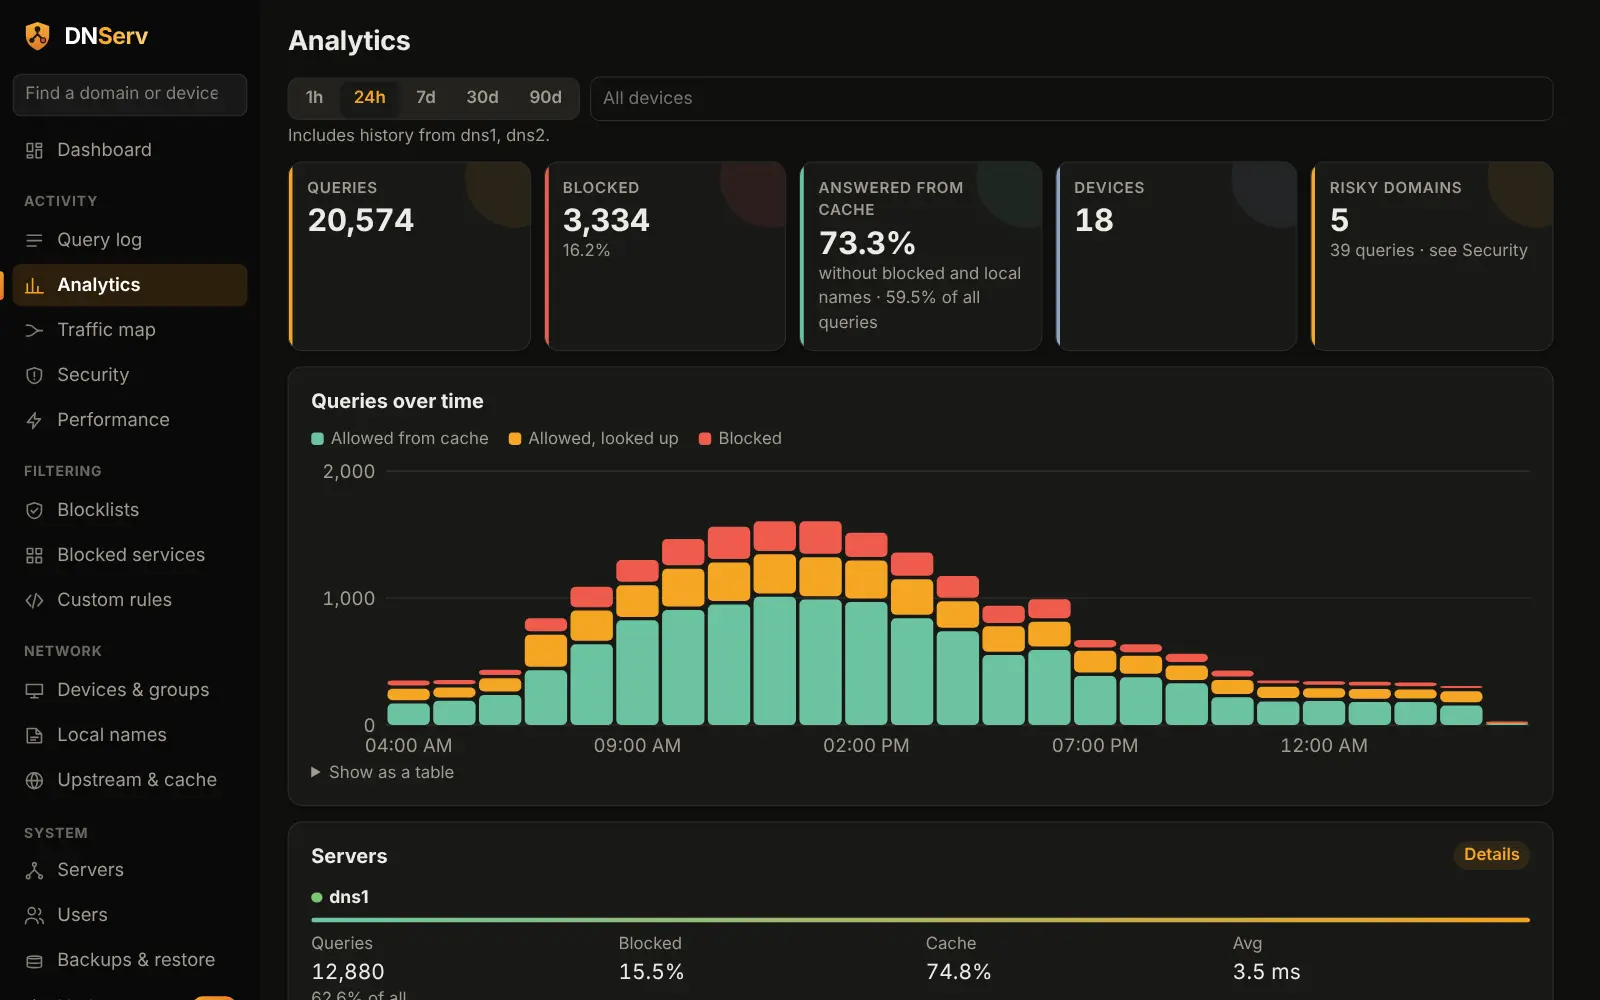 DNServ
Find a domain or device
Dashboard
ACTIVITY
Query log
Analytics
Traffic map
Security
Performance
FILTERING
Blocklists
Blocked services
Custom rules
NETWORK
Devices & groups
Local names
Upstream & cache
SYSTEM
Servers
Users
Backups & restore
Analytics
1h 24h 7d 30d 90d
All devices
Includes history from dns1, dns2.
QUERIES
20,574
BLOCKED
3,334
16.2%
ANSWERED FROM
CACHE
73.3%
without blocked and local
names · 59.5% of all
queries
DEVICES
18
RISKY DOMAINS
5
39 queries · see Security
Queries over time
Allowed from cache Allowed, looked up Blocked
2,000
1,000
0
04:00 AM 09:00 AM 02:00 PM 07:00 PM 12:00 AM
Show as a table
Servers
Details
dns1
Queries Blocked Cache Avg
12,880 15.5% 74.8% 3.5 ms
62.6% of all